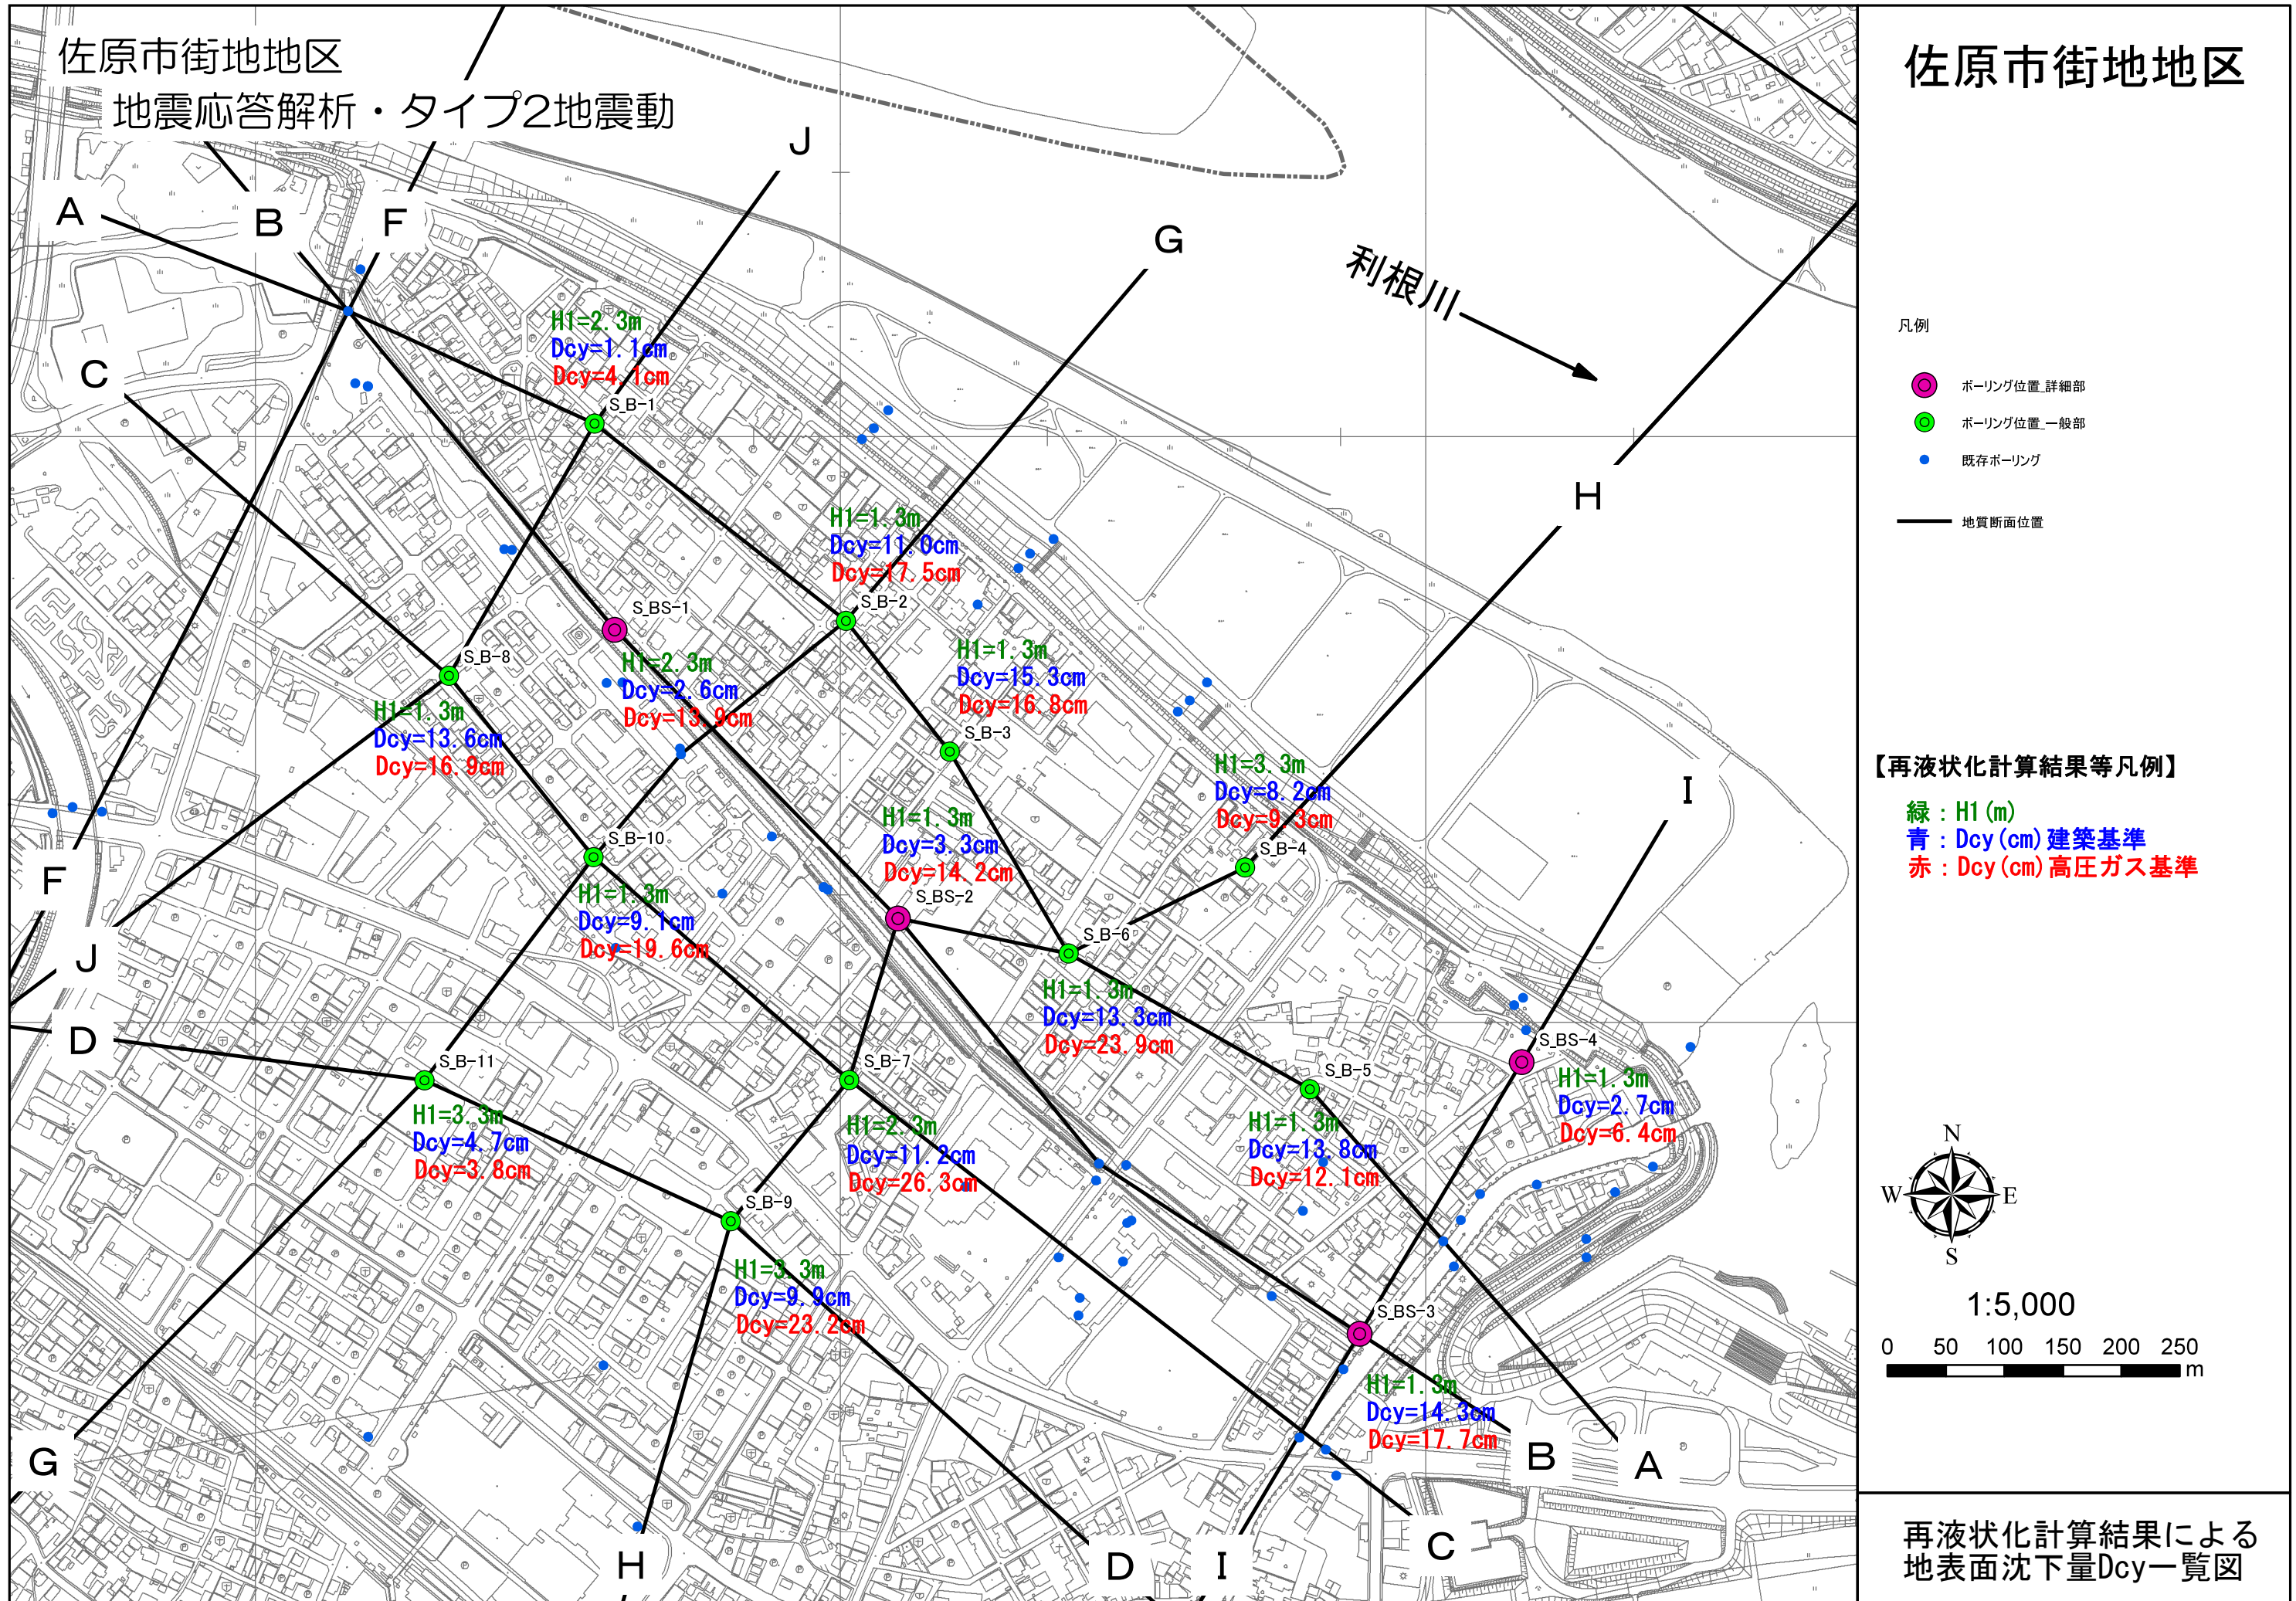 佐原市街地地区
地震応答解析・タイプ2地震動
A
B
F
J
G
利根川
C
H1=2.3m
Dcy=1.1cm
Dcy=4.1cm
S_B-1
H
H1=1.3m
Dcy=11.0cm
Dcy=17.5cm
S_B-2
S_BS-1
H1=2.3m
Dcy=2.6cm
Dcy=13.9cm
S_B-8
H1=1.3m
Dcy=13.6cm
Dcy=16.9cm
H1=1.3m
Dcy=15.3cm
Dcy=16.8cm
S_B-3
H1=3.3m
Dcy=8.2cm
Dcy=9.3cm
S_B-4
I
H1=1.3m
Dcy=3.3cm
Dcy=14.2cm
S_BS-2
S_B-10
H1=1.3m
Dcy=9.1cm
Dcy=19.6cm
F
J
D
S_B-6
H1=1.3m
Dcy=13.3cm
Dcy=23.9cm
S_B-11
H1=3.3m
Dcy=4.7cm
Dcy=3.8cm
S_B-7
H1=2.3m
Dcy=11.2cm
Dcy=26.3cm
S_B-5
H1=1.3m
Dcy=13.8cm
Dcy=12.1cm
S_BS-4
H1=1.3m
Dcy=2.7cm
Dcy=6.4cm
S_B-9
H1=3.3m
Dcy=9.9cm
Dcy=23.2cm
S_BS-3
H1=1.3m
Dcy=14.3cm
Dcy=17.7cm
G
B
A
H
D
I
C
佐原市街地地区
凡例
ボーリング位置_詳細部
ボーリング位置_一般部
既存ボーリング
地質断面位置
【再液状化計算結果等凡例】
緑：H1(m)
青：Dcy(cm)建築基準
赤：Dcy(cm)高圧ガス基準
N
W E
S
1:5,000
0 50 100 150 200 250
m
再液状化計算結果による
地表面沈下量Dcy一覧図